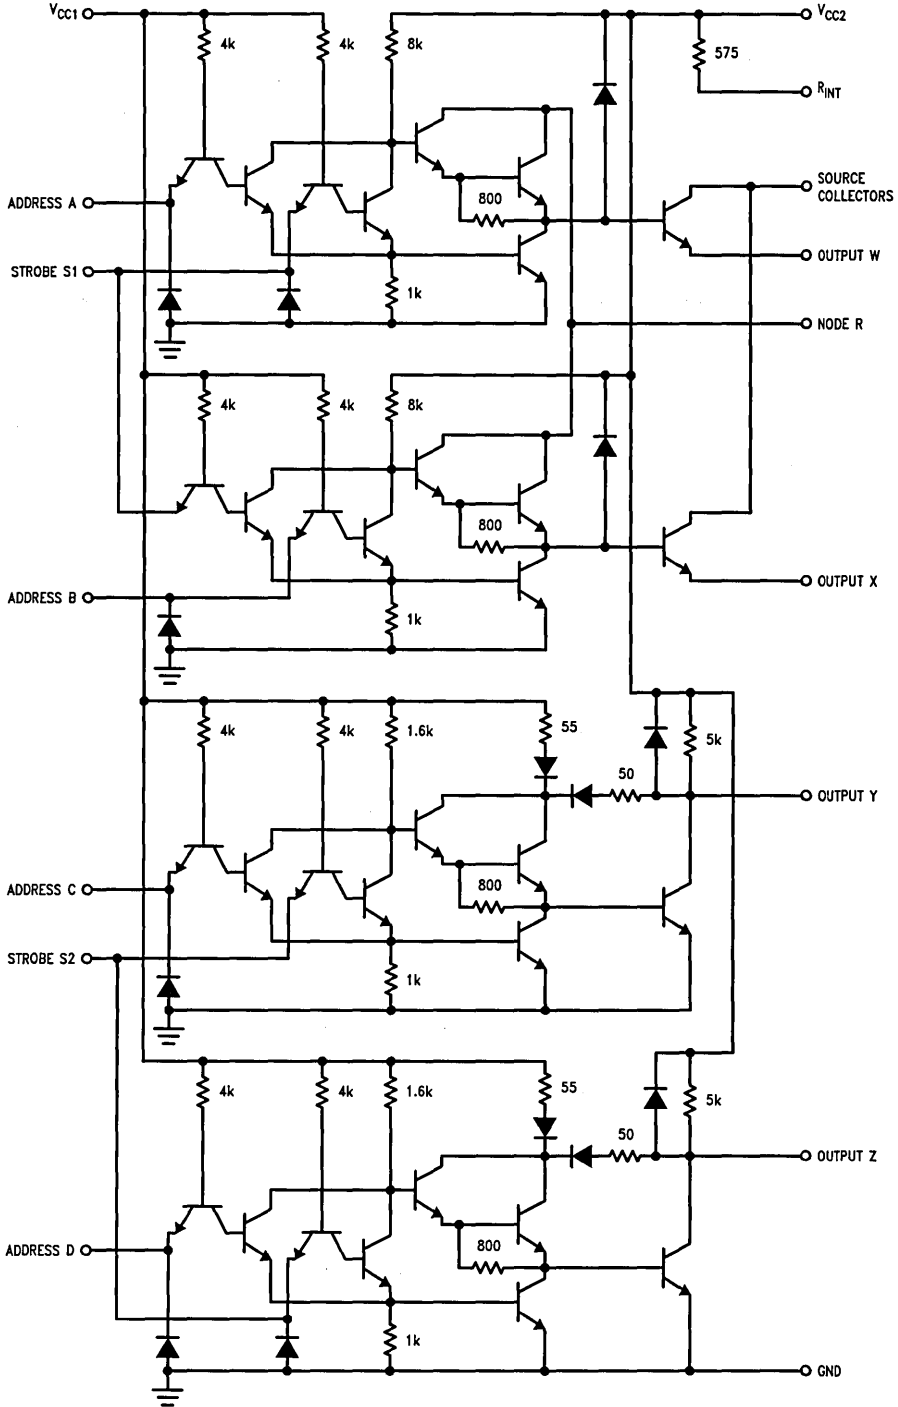 VCC1
4k
4k
8k
VCC2
575
RINT
800
SOURCE
COLLECTORS
ADDRESS A
OUTPUT W
STROBE S1
1k
NODE R
4k
4k
8k
800
OUTPUT X
ADDRESS B
1k
4k
4k
1.6k
55
5k
50
OUTPUT Y
800
ADDRESS C
STROBE S2
1k
4k
4k
1.6k
55
5k
50
OUTPUT Z
800
ADDRESS D
1k
GND